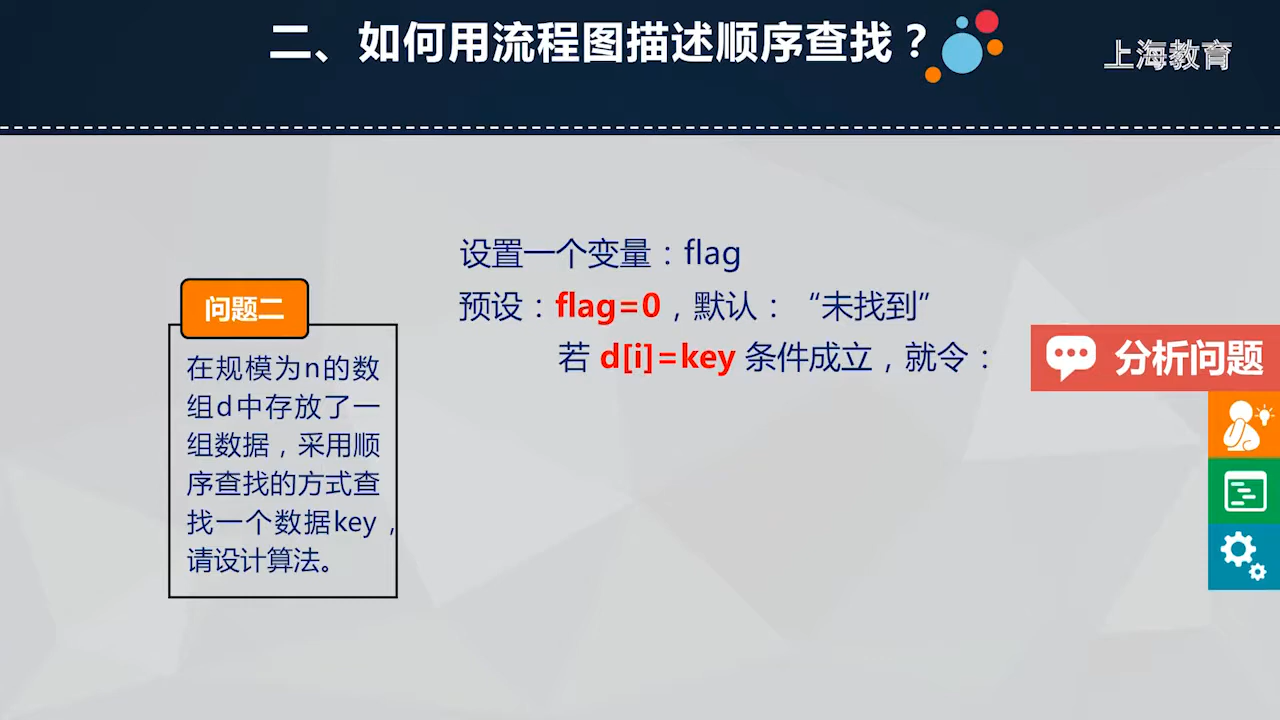 二、如何用流程图描述顺序查找？
上海教育
设置一个变量：flag
预设：flag=0，默认：“未找到”
若 d[i]=key 条件成立，就令：
问题二
在规模为n的数
组d中存放了一
组数据，采用顺
序查找的方式查
找一个数据key，
请设计算法。
分析问题